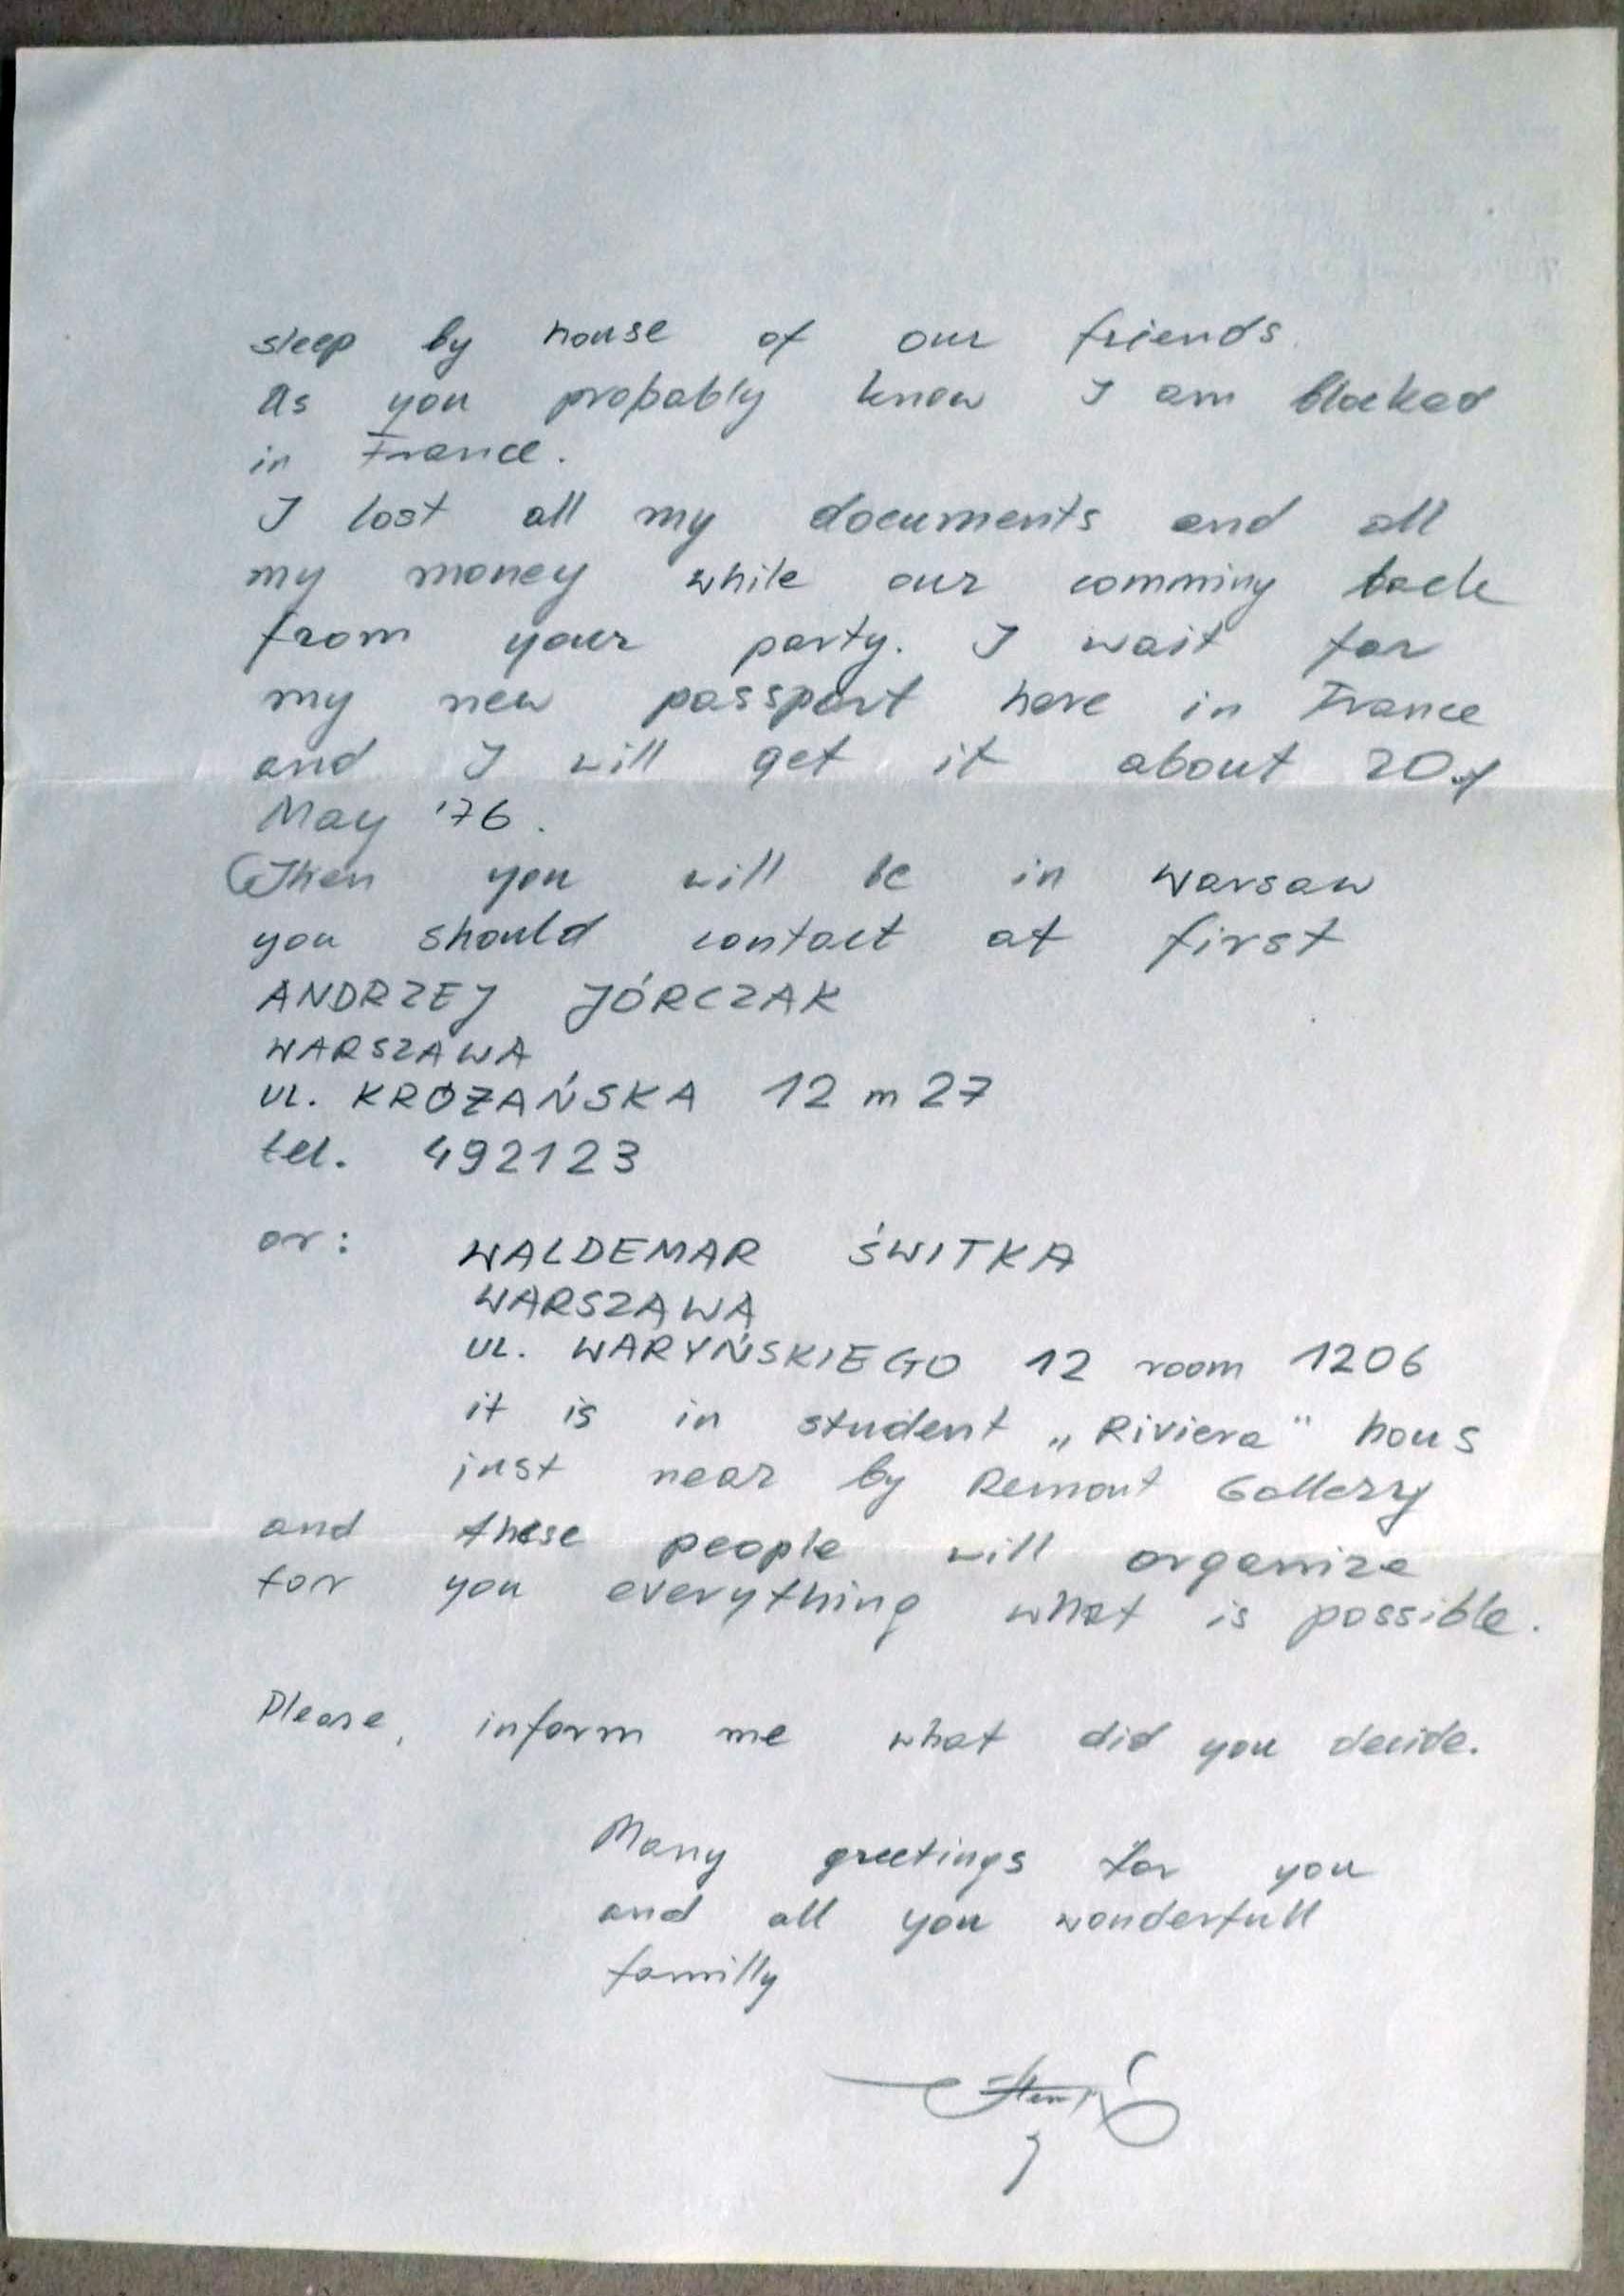 sleep by house of our friends.
As you probably know I am blocked
in France.
I lost all my documents and all
my money while our comming back
from your party. I wait for
my new passport here in France
and I will get it about 20
May '76.
When you will be in Warsaw
you should contact at first
ANDRZEJ JÓRCZAK
WARSZAWA
UL. KROŻAŃSKA 12 m 27
tel. 492123
or: WALDEMAR ŚWITKA
WARSZAWA
UL. WARYŃSKIEGO 12 room 1206
it is in student „Riviera" hous
just near by Remont Gallery
and these people will organize
for you everything what is possible.
Please, inform me what did you decide.
Many greetings for you
and all you wonderfull
familly